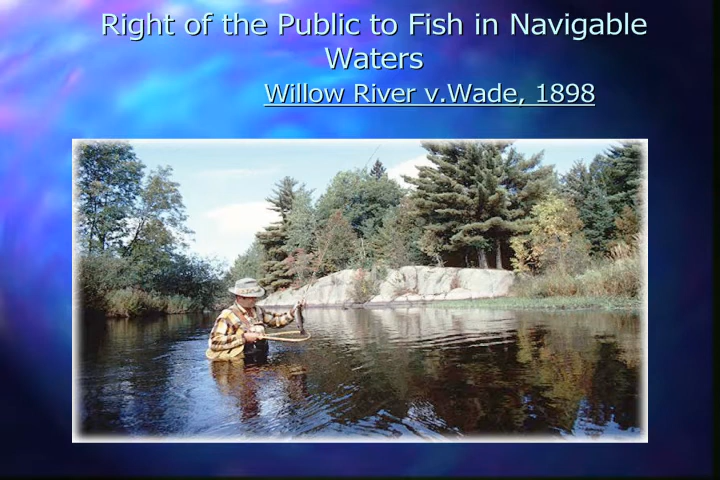 Right of the Public to Fish in Navigable
Waters
Willow River v.Wade, 1898